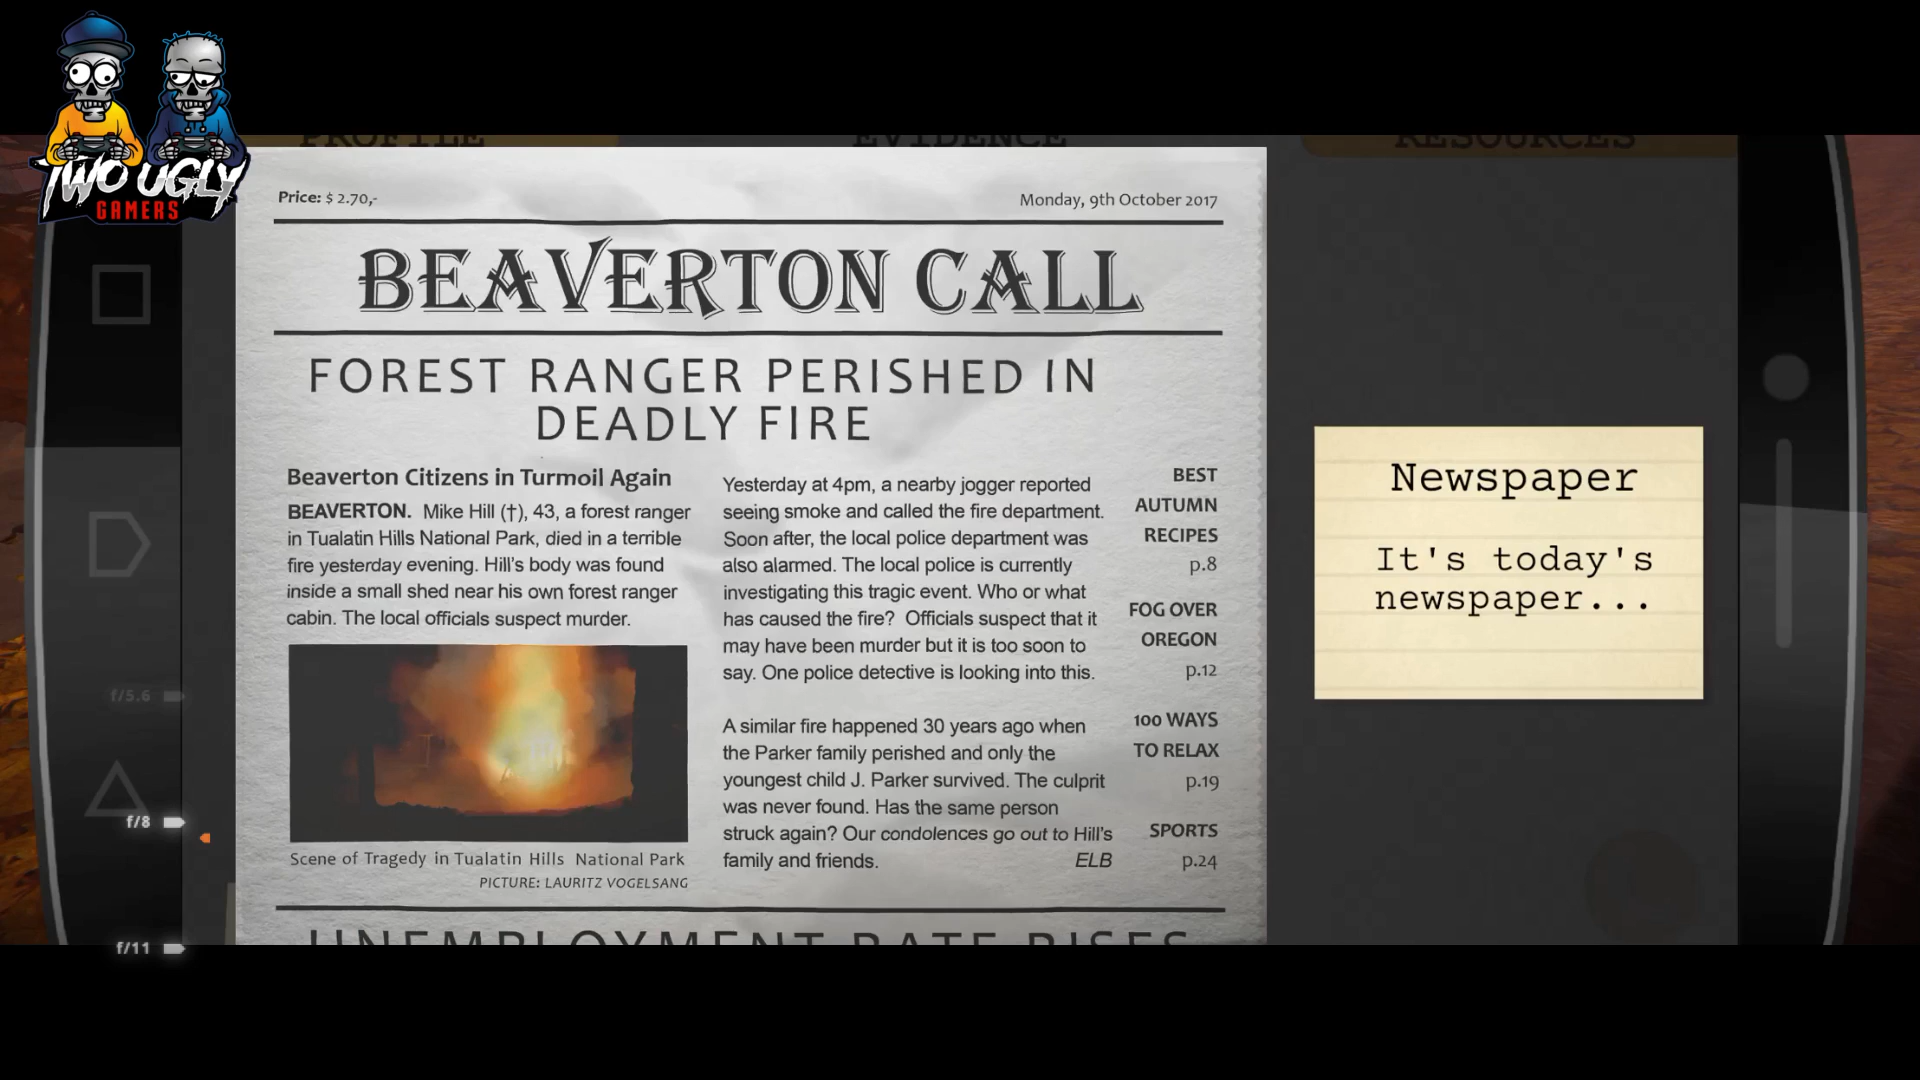 TWO UGLY
GAMERS
PROFILE
EVIDENCE
RESOURCES
Price: $ 2.70,-
Monday, 9th October 2017
BEAVERTON CALL
FOREST RANGER PERISHED IN
DEADLY FIRE
Beaverton Citizens in Turmoil Again
BEAVERTON. Mike Hill (†), 43, a forest ranger
in Tualatin Hills National Park, died in a terrible
fire yesterday evening. Hill's body was found
inside a small shed near his own forest ranger
cabin. The local officials suspect murder.
Scene of Tragedy in Tualatin Hills National Park
PICTURE: LAURITZ VOGELSANG
Yesterday at 4pm, a nearby jogger reported
seeing smoke and called the fire department.
Soon after, the local police department was
also alarmed. The local police is currently
investigating this tragic event. Who or what
has caused the fire? Officials suspect that it
may have been murder but it is too soon to
say. One police detective is looking into this.
A similar fire happened 30 years ago when
the Parker family perished and only the
youngest child J. Parker survived. The culprit
was never found. Has the same person
struck again? Our condolences go out to Hill's
family and friends. ELB
BEST
AUTUMN
RECIPES
p.8
FOG OVER
OREGON
p.12
100 WAYS
TO RELAX
p.19
SPORTS
p.24
UNEMPLOYMENT RATE RISES
Newspaper
It's today's
newspaper...
f/5.6
f/8
f/11